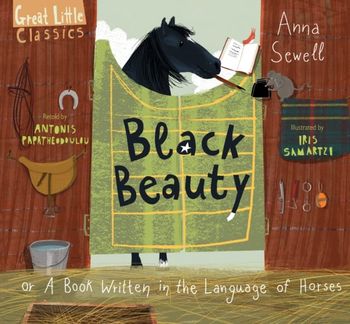 Great Little
Classics
Anna
Sewell
Retold by
ANTONIS
PAPATHEODOULOU
Illustrated by
IRIS
SAMARTZI
Black
Beauty
or A Book Written in the Language of Horses